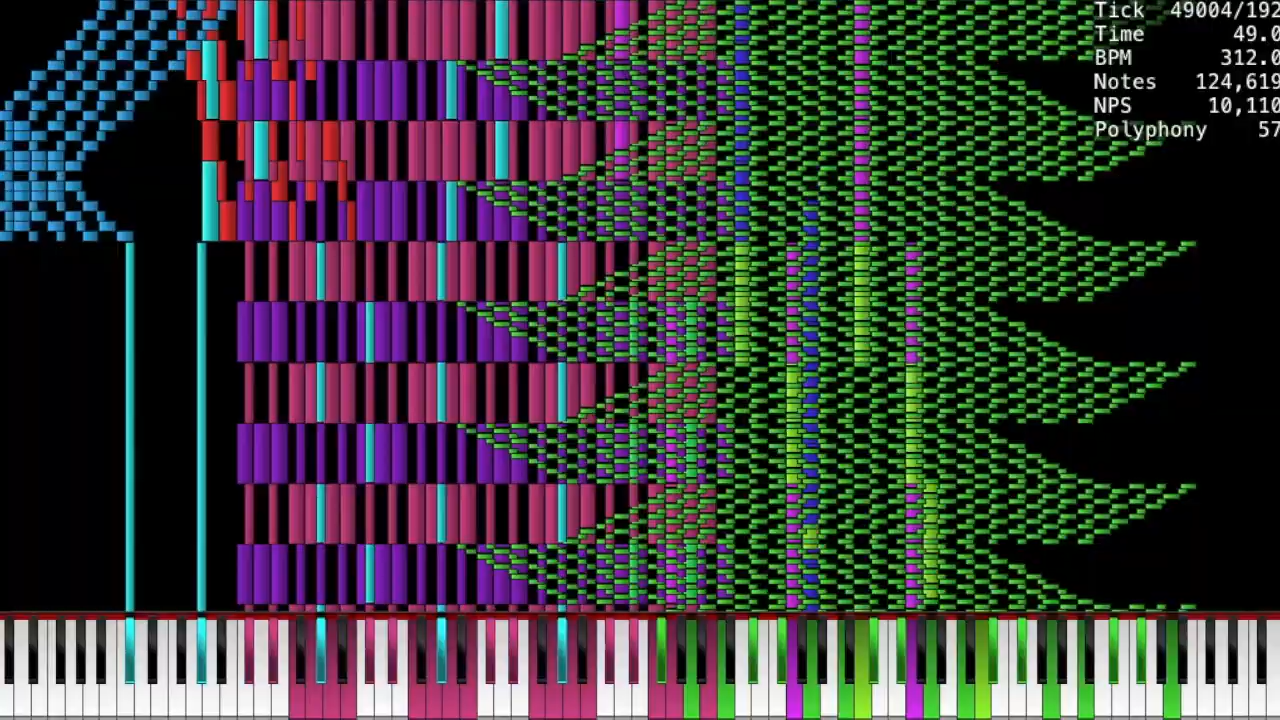 Tick 49004/192
Time 49.0
BPM 312.0
Notes 124,619
NPS 10,110
Polyphony 57